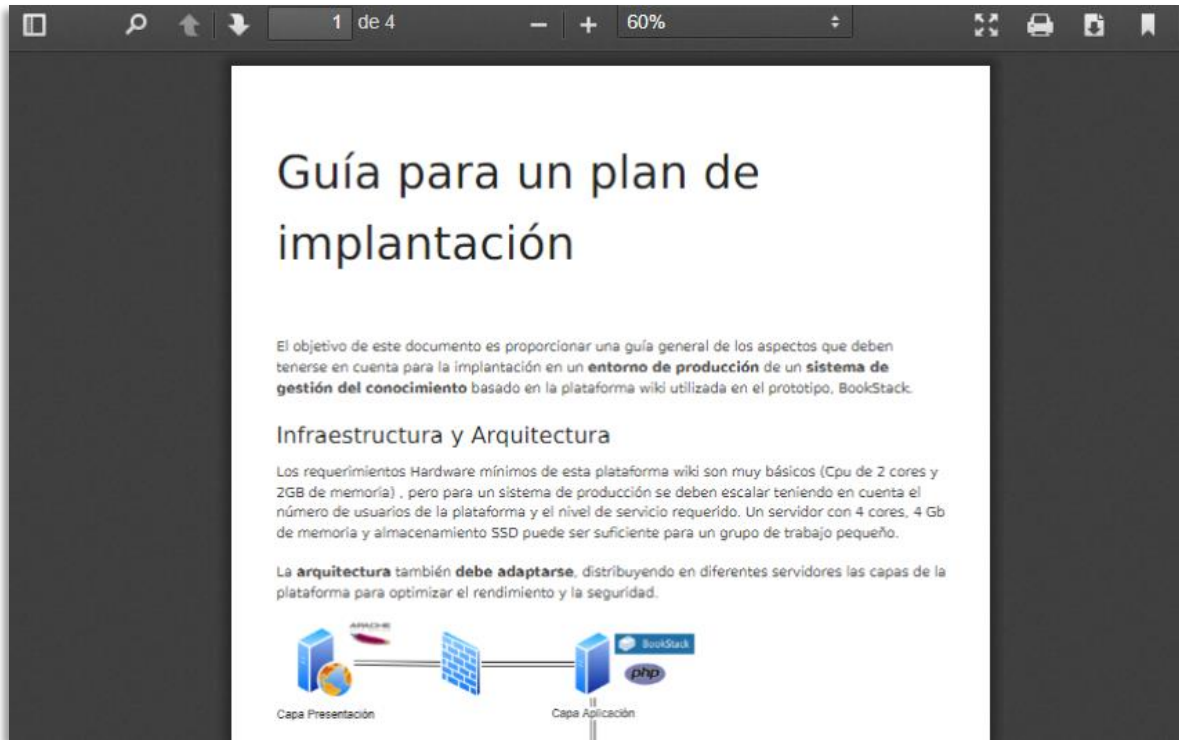 1 de 4
60%
Guía para un plan de
implantación
El objetivo de este documento es proporcionar una guía general de los aspectos que deben
tenerse en cuenta para la implantación en un entorno de producción de un sistema de
gestión del conocimiento basado en la plataforma wiki utilizada en el prototipo, BookStack.
Infraestructura y Arquitectura
Los requerimientos Hardware mínimos de esta plataforma wiki son muy básicos (Cpu de 2 cores y
2GB de memoria) , pero para un sistema de producción se deben escalar teniendo en cuenta el
número de usuarios de la plataforma y el nivel de servicio requerido. Un servidor con 4 cores, 4 Gb
de memoria y almacenamiento SSD puede ser suficiente para un grupo de trabajo pequeño.
La arquitectura también debe adaptarse, distribuyendo en diferentes servidores las capas de la
plataforma para optimizar el rendimiento y la seguridad.
APACHE
BookStack
php
Capa Presentación
Capa Aplicación